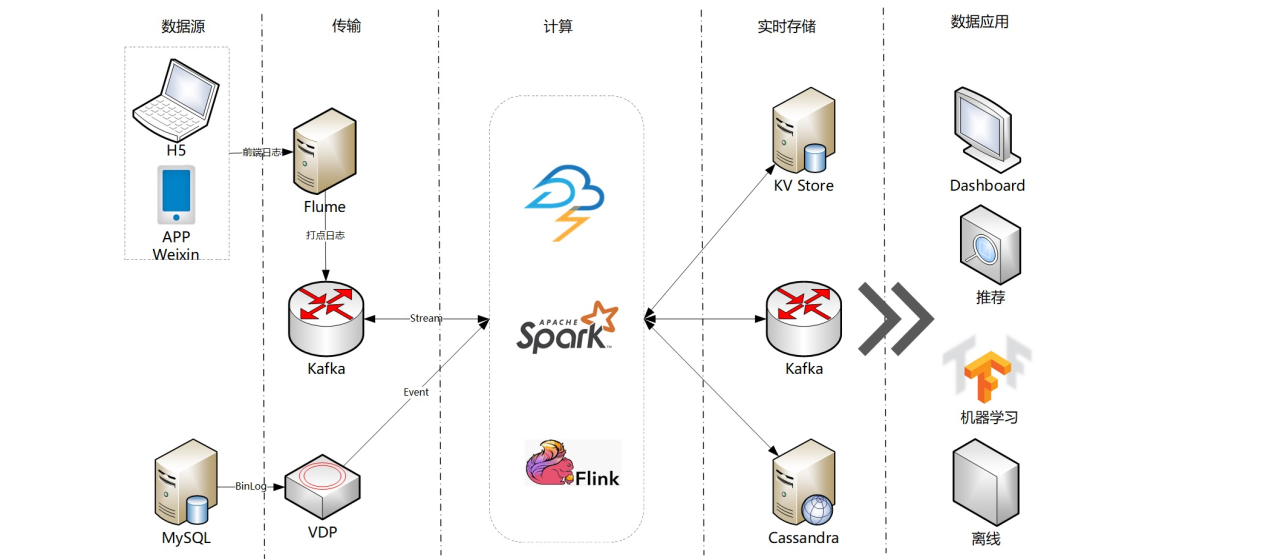 数据源
传输
计算
实时存储
数据应用
H5
APP
Weixin
前端日志
Flume
打点日志
Kafka
Stream
Event
MySQL
BinLog
VDP
APACHE
Spark™
Flink
KV Store
Kafka
Cassandra
Dashboard
推荐
机器学习
离线